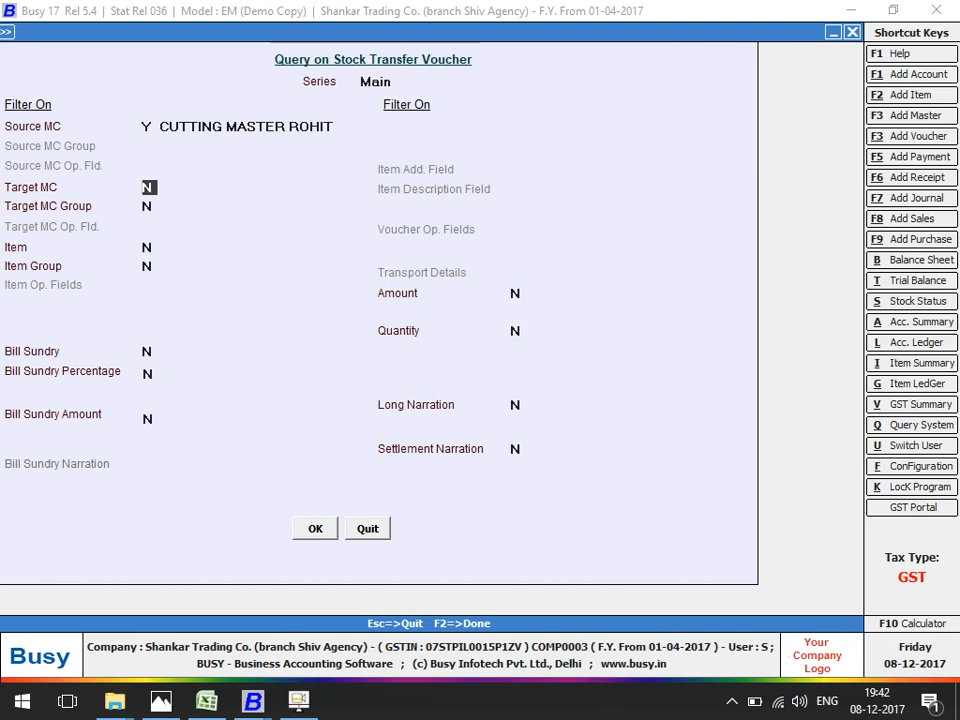 Busy 17 Rel 5.4 | Stat Rel 036 | Model : EM (Demo Copy) | Shankar Trading Co. (branch Shiv Agency) - F.Y. From 01-04-2017
>>
Query on Stock Transfer Voucher
Series Main
Filter On Filter On
Source MC Y CUTTING MASTER ROHIT
Source MC Group
Source MC Op. Fld.
Item Add. Field
Target MC N
Item Description Field
Target MC Group N
Target MC Op. Fld.
Voucher Op. Fields
Item N
Item Group N
Transport Details
Item Op. Fields
Amount N
Quantity N
Bill Sundry N
Bill Sundry Percentage N
Long Narration N
Bill Sundry Amount N
Settlement Narration N
Bill Sundry Narration
OK Quit
Shortcut Keys
F1 Help
F1 Add Account
F2 Add Item
F3 Add Master
F3 Add Voucher
F5 Add Payment
F6 Add Receipt
F7 Add Journal
F8 Add Sales
F9 Add Purchase
B Balance Sheet
T Trial Balance
S Stock Status
A Acc. Summary
L Acc. Ledger
I Item Summary
G Item LedGer
V GST Summary
Q Query System
U Switch User
F ConFiguration
K LocK Program
GST Portal
Tax Type:
GST
Esc=>Quit F2=>Done
F10 Calculator
Busy
Company : Shankar Trading Co. (branch Shiv Agency) - ( GSTIN : 07STPIL0015P1ZV ) COMP0003 ( F.Y. From 01-04-2017 ) - User : S ;
BUSY - Business Accounting Software ; (c) Busy Infotech Pvt. Ltd., Delhi ; www.busy.in
Your
Company
Logo
Friday
08-12-2017
ENG
19:42
08-12-2017
1